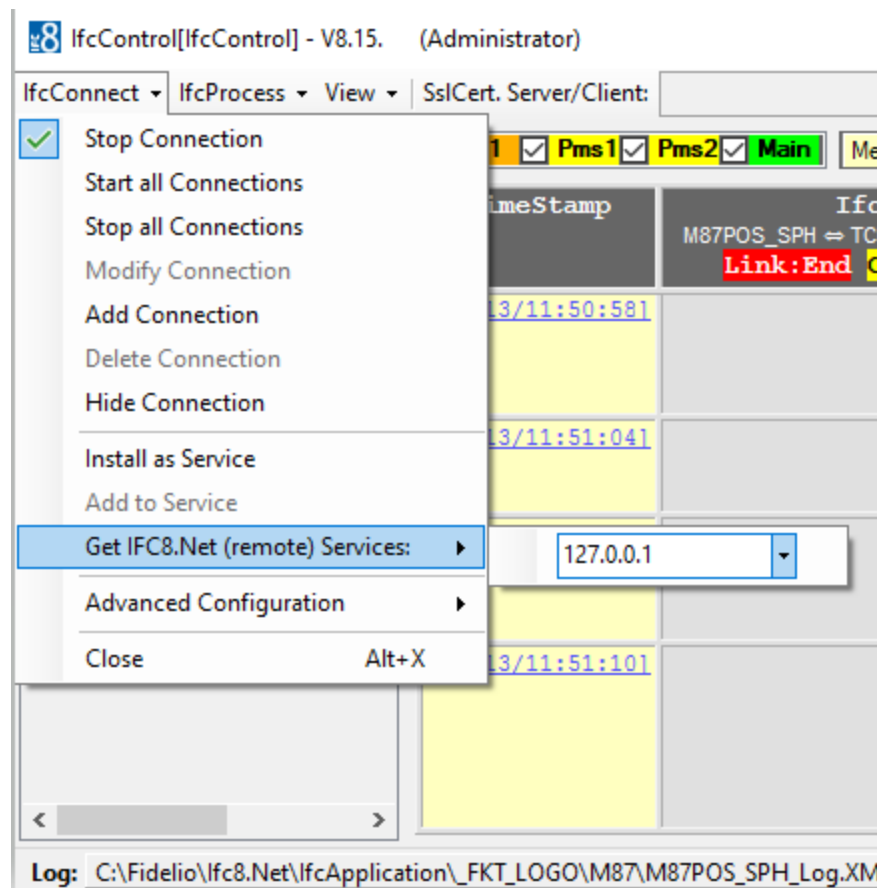 IfcControl[IfcControl] - V8.15. (Administrator)
IfcConnect IfcProcess View SslCert. Server/Client:
Stop Connection
1 Pms1 Pms2 Main Me
Start all Connections
imeStamp Ifc
Stop all Connections
M87POS_SPH ⇔ TC
Modify Connection
Link:End
Add Connection
13/11:50:58]
Delete Connection
Hide Connection
13/11:51:04]
Install as Service
Add to Service
Get IFC8.Net (remote) Services: 127.0.0.1
Advanced Configuration
Close Alt+X
13/11:51:10]
Log: C:\Fidelio\Ifc8.Net\IfcApplication\_FKT_LOGO\M87\M87POS_SPH_Log.XM